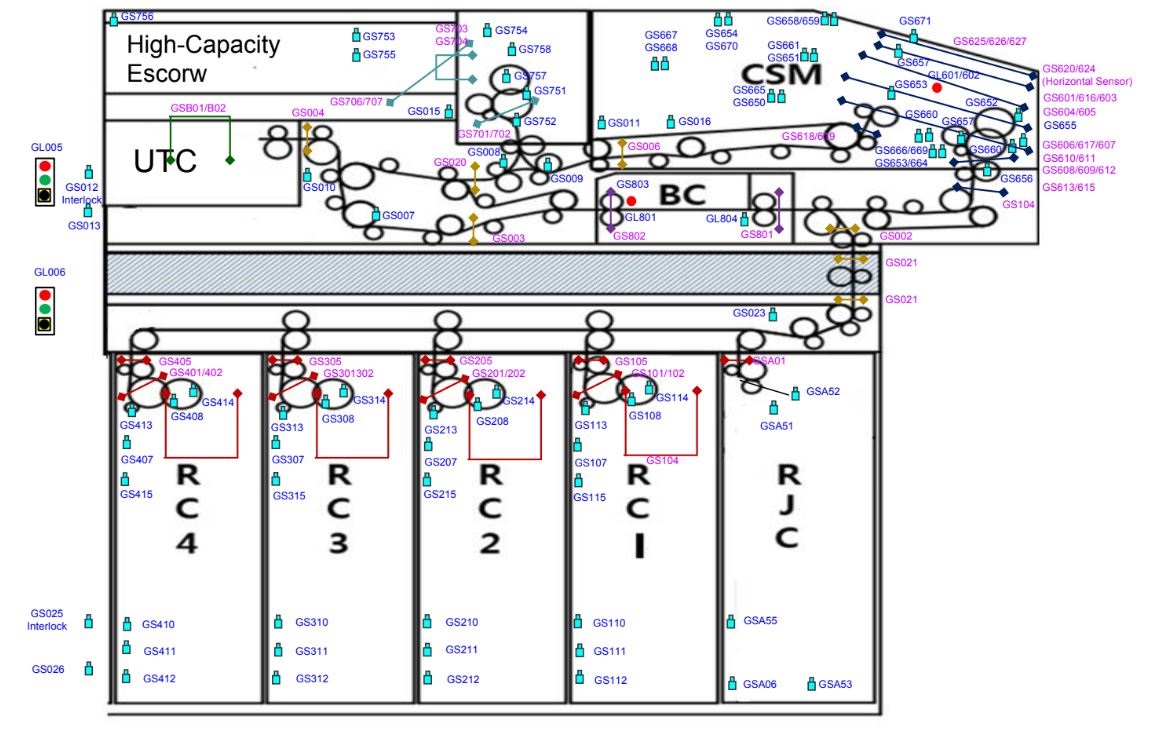 GS756
GS753
GS755
High-Capacity
Escorw
GS703
GS704
GS754
GS758
GS757
GS751
GS752
GS706/707
GS701/702
GS015
GSB01/B02
GS004
UTC
GL005
GS012
Interlock
GS013
GL006
GS010
GS007
GS020
GS008
GS003
GS009
GS011
GS016
GS006
GS667
GS668
GS654
GS670
GS658/659
GS661
GS651
CSM
GS665
GS650
GS671
GS625/626/627
GS657
GL601/602
GS653
GS652
GS660
GS657
GS618/619
GS666/669
GS653/664
GS660
GS656
GS620/624
(Horizontal Sensor)
GS601/616/603
GS604/605
GS655
GS606/617/607
GS610/611
GS608/609/612
GS613/615
GS104
GS803
BC
GL801
GS802
GL804
GS801
GS002
GS021
GS021
GS023
GS405
GS401/402
GS414
GS408
GS413
GS407
GS415
R
C
4
GS410
GS411
GS412
GS305
GS301302
GS314
GS308
GS313
GS307
GS315
R
C
3
GS310
GS311
GS312
GS205
GS201/202
GS214
GS208
GS213
GS207
GS215
R
C
2
GS210
GS211
GS212
GS105
GS101/102
GS114
GS108
GS113
GS107
GS104
GS115
R
C
I
GS110
GS111
GS112
GSA01
GSA52
GSA51
R
J
C
GSA55
GSA06
GSA53
GS025
Interlock
GS026